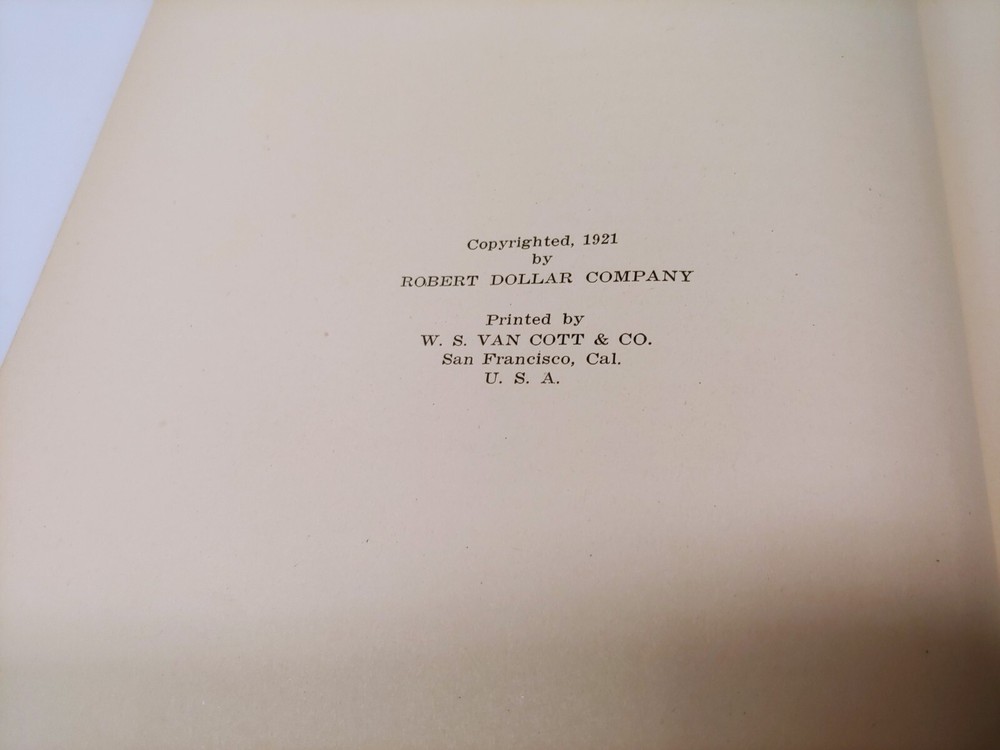 Copyrighted, 1921
by
ROBERT DOLLAR COMPANY
Printed by
W. S. VAN COTT & CO.
San Francisco, Cal.
U. S. A.